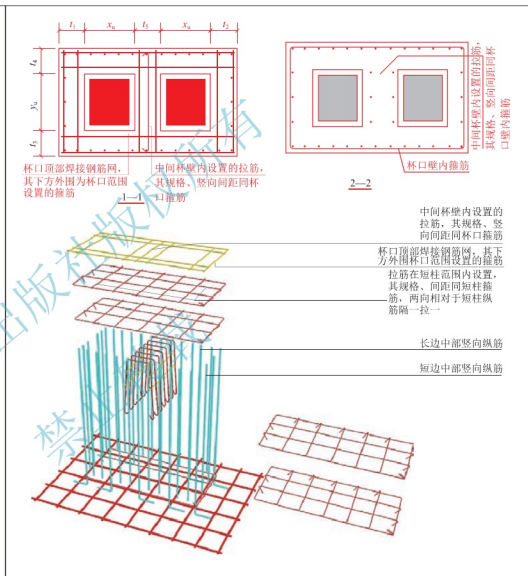 t₁
xᵤ
t₅
xᵤ
t₂
t₄
yᵤ
t₃
杯口顶部焊接钢筋网，
其下方外围为杯口范围
设置的箍筋
中间杯壁内设置的拉筋，
其规格、竖向间距同杯
口箍筋
1—1
中间杯壁内设置的拉筋，
其规格、竖向间距同杯
口壁内箍筋
杯口壁内箍筋
2—2
中间杯壁内设置的
拉筋，其规格、竖
向间距同杯口箍筋
杯口顶部焊接钢筋网，其下
方外围杯口范围设置的箍筋
拉筋在短柱范围内设置，
其规格、间距同短柱箍
筋，两向相对于短柱纵
筋隔一拉一
长边中部竖向纵筋
短边中部竖向纵筋
出版社版权所有
禁止